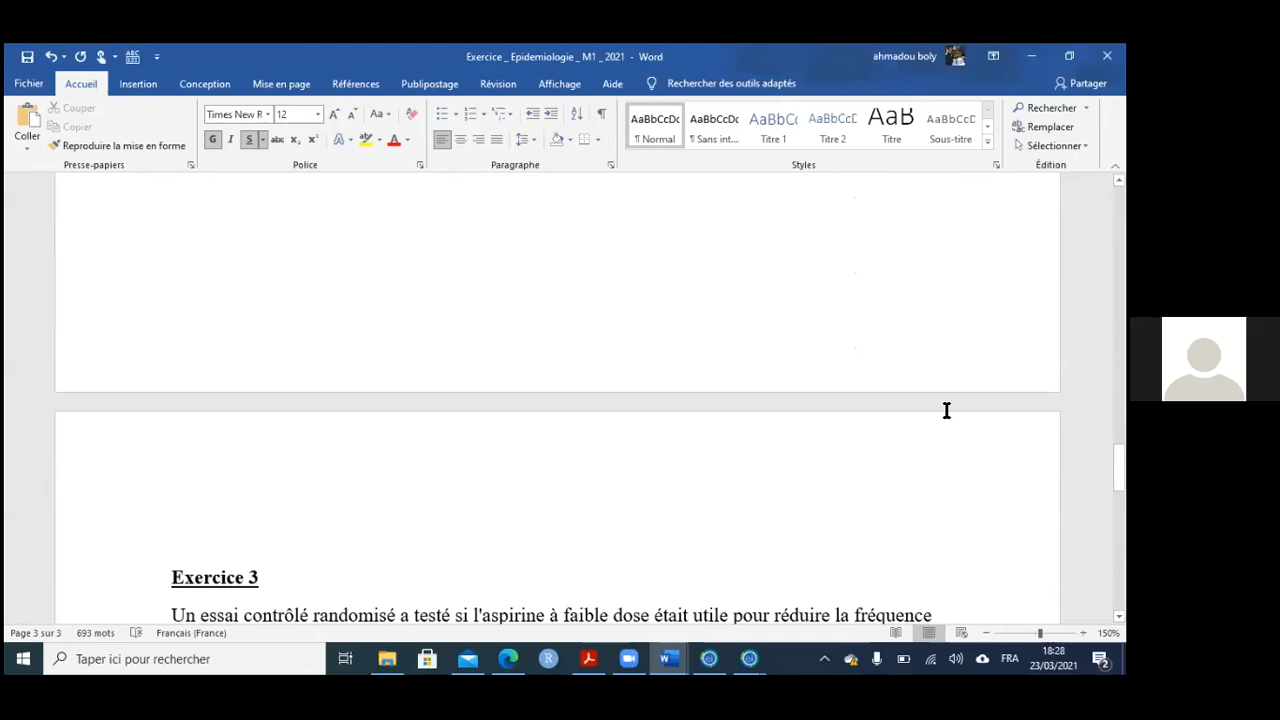 Exercice _ Epidemiologie _ M1 _ 2021 - Word
ahmadou boly
Fichier Accueil Insertion Conception Mise en page Références Publipostage Révision Affichage Aide Rechercher des outils adaptés Partager
Coller
Couper
Copier
Reproduire la mise en forme
Presse-papiers
Times New R 12
Police
Paragraphe
AaBbCcDc AaBbCcDc AaBbCc AaBbCcC AaB AaBbCcD
¶ Normal ¶ Sans int... Titre 1 Titre 2 Titre Sous-titre
Styles
Rechercher
Remplacer
Sélectionner
Édition
Exercice 3
Un essai contrôlé randomisé a testé si l'aspirine à faible dose était utile pour réduire la fréquence
Page 3 sur 3 693 mots Français (France) 150%
Taper ici pour rechercher
FRA
18:28
23/03/2021
2